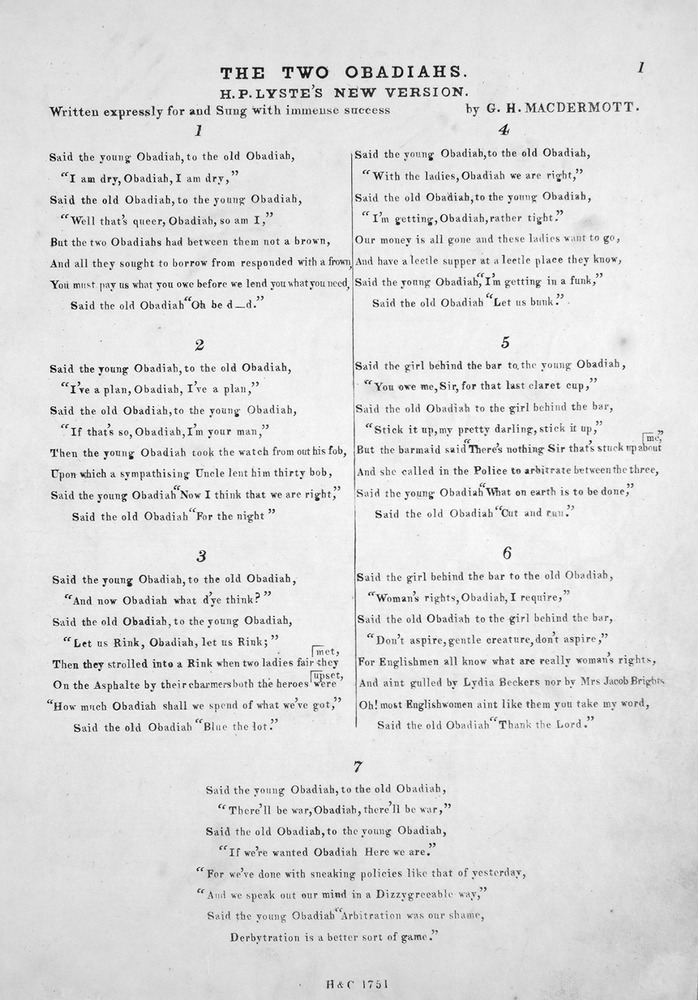 1
THE TWO OBADIAHS.
H. P. LYSTE'S NEW VERSION.
Written expressly for and Sung with immense success by G. H. MACDERMOTT.
1
Said the young Obadiah, to the old Obadiah,
"I am dry, Obadiah, I am dry,"
Said the old Obadiah, to the young Obadiah,
"Well that's queer, Obadiah, so am I,"
But the two Obadiahs had between them not a brown,
And all they sought to borrow from responded with a frown,
You must pay us what you owe before we lend you what you need,
Said the old Obadiah "Oh be d—d."
2
Said the young Obadiah, to the old Obadiah,
"I've a plan, Obadiah, I've a plan,"
Said the old Obadiah, to the young Obadiah,
"If that's so, Obadiah, I'm your man,"
Then the young Obadiah took the watch from out his fob,
Upon which a sympathising Uncle lent him thirty bob,
Said the young Obadiah "Now I think that we are right,"
Said the old Obadiah "For the night"
3
Said the young Obadiah, to the old Obadiah,
"And now Obadiah what d'ye think?"
Said the old Obadiah, to the young Obadiah,
"Let us Rink, Obadiah, let us Rink;"
Then they strolled into a Rink when two ladies fair they met,
On the Asphalte by their charmers both the heroes were upset,
"How much Obadiah shall we spend of what we've got,"
Said the old Obadiah "Blue the lot."
4
Said the young Obadiah, to the old Obadiah,
"With the ladies, Obadiah we are right,"
Said the old Obadiah, to the young Obadiah,
"I'm getting, Obadiah, rather tight."
Our money is all gone and these ladies want to go,
And have a leetle supper at a leetle place they know,
Said the young Obadiah, "I'm getting in a funk,"
Said the old Obadiah "Let us bunk."
5
Said the girl behind the bar to, the young Obadiah,
"You owe me, Sir, for that last claret cup,"
Said the old Obadiah to the girl behind the bar,
"Stick it up, my pretty darling, stick it up,"
But the barmaid said "There's nothing Sir that's stuck up about me,"
And she called in the Police to arbitrate between the three,
Said the young Obadiah "What on earth is to be done,"
Said the old Obadiah "Cut and run."
6
Said the girl behind the bar to the old Obadiah,
"Woman's rights, Obadiah, I require,"
Said the old Obadiah to the girl behind the bar,
"Don't aspire, gentle creature, don't aspire,"
For Englishmen all know what are really woman's rights,
And aint gulled by Lydia Beckers nor by Mrs Jacob Brights,
Oh! most Englishwomen aint like them you take my word,
Said the old Obadiah "Thank the Lord."
7
Said the young Obadiah, to the old Obadiah,
"There'll be war, Obadiah, there'll be war,"
Said the old Obadiah, to the young Obadiah,
"If we're wanted Obadiah Here we are."
"For we've done with sneaking policies like that of yesterday,
"And we speak out our mind in a Dizzygreeable way,"
Said the young Obadiah "Arbitration was our shame,
Derbytration is a better sort of game."
H & C 1751